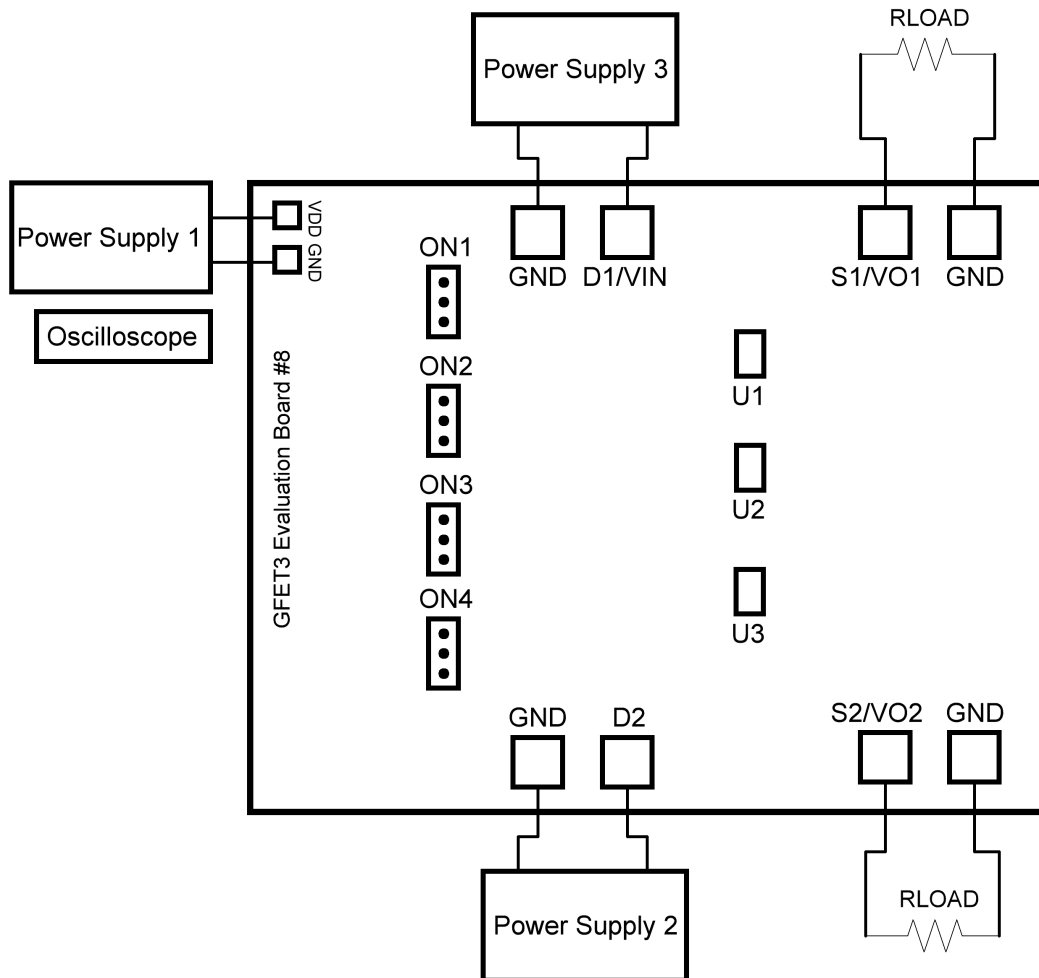 RLOAD
Power Supply 3
Power Supply 1
VDD
GND
GND
D1/VIN
S1/VO1
GND
ON1
Oscilloscope
GFET3 Evaluation Board #8
ON2
U1
ON3
U2
ON4
U3
GND
D2
S2/VO2
GND
Power Supply 2
RLOAD